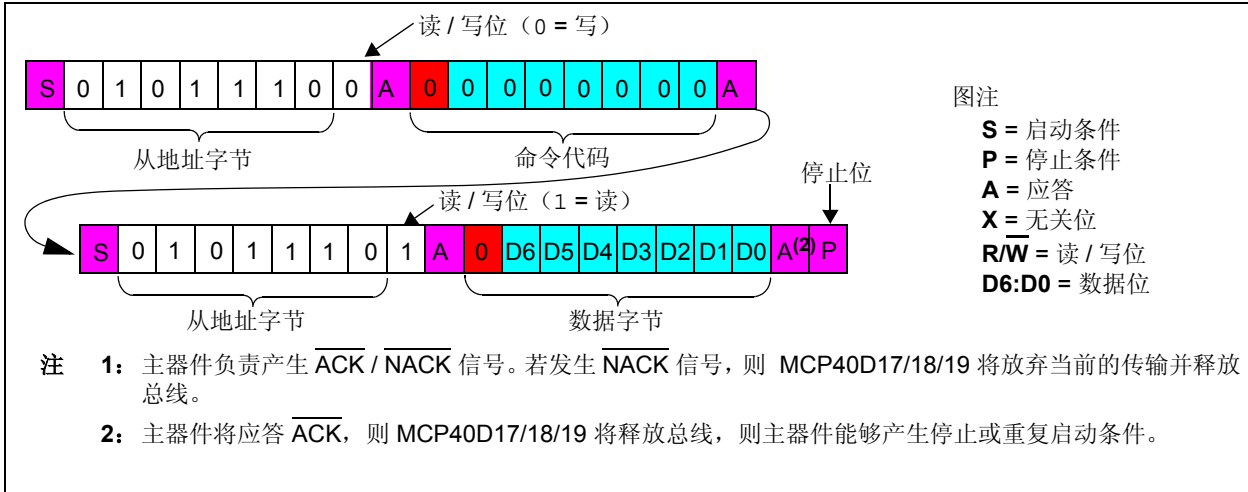 读 / 写位（0 = 写）
S 0 1 0 1 1 1 0 0 A 0 0 0 0 0 0 0 0 A
从地址字节 命令代码
读 / 写位（1 = 读）
停止位
S 0 1 0 1 1 1 0 1 A 0 D6 D5 D4 D3 D2 D1 D0 A(2) P
从地址字节 数据字节
图注
S = 启动条件
P = 停止条件
A = 应答
X = 无关位
R/W̅ = 读 / 写位
D6:D0 = 数据位
注 1： 主器件负责产生 A̅C̅K̅ / N̅A̅C̅K̅ 信号。若发生 N̅A̅C̅K̅ 信号，则 MCP40D17/18/19 将放弃当前的传输并释放
总线。
2： 主器件将应答 A̅C̅K̅，则 MCP40D17/18/19 将释放总线，则主器件能够产生停止或重复启动条件。